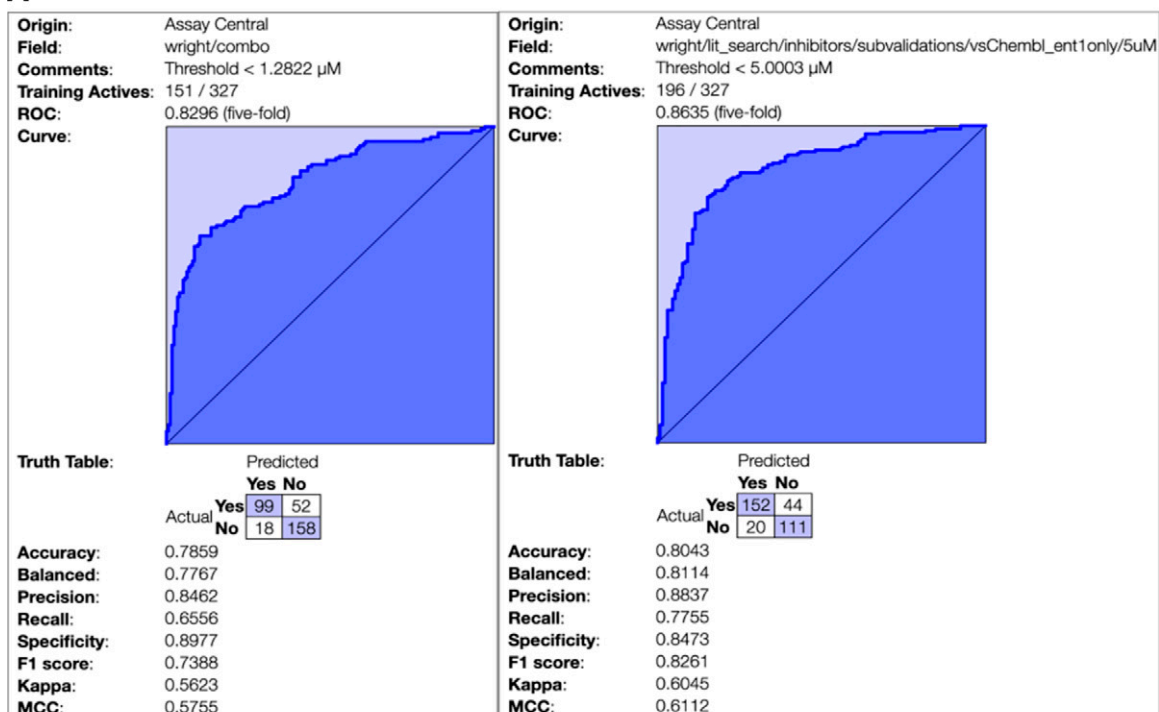 Origin: Assay Central
Field: wright/combo
Comments: Threshold < 1.2822 µM
Training Actives: 151 / 327
ROC: 0.8296 (five-fold)
Curve:
Truth Table: Predicted
Yes No
Actual Yes 99 52
No 18 158
Accuracy: 0.7859
Balanced: 0.7767
Precision: 0.8462
Recall: 0.6556
Specificity: 0.8977
F1 score: 0.7388
Kappa: 0.5623
MCC: 0.5755
Origin: Assay Central
Field: wright/lit_search/inhibitors/subvalidations/vsChembl_ent1only/5uM
Comments: Threshold < 5.0003 µM
Training Actives: 196 / 327
ROC: 0.8635 (five-fold)
Curve:
Truth Table: Predicted
Yes No
Actual Yes 152 44
No 20 111
Accuracy: 0.8043
Balanced: 0.8114
Precision: 0.8837
Recall: 0.7755
Specificity: 0.8473
F1 score: 0.8261
Kappa: 0.6045
MCC: 0.6112